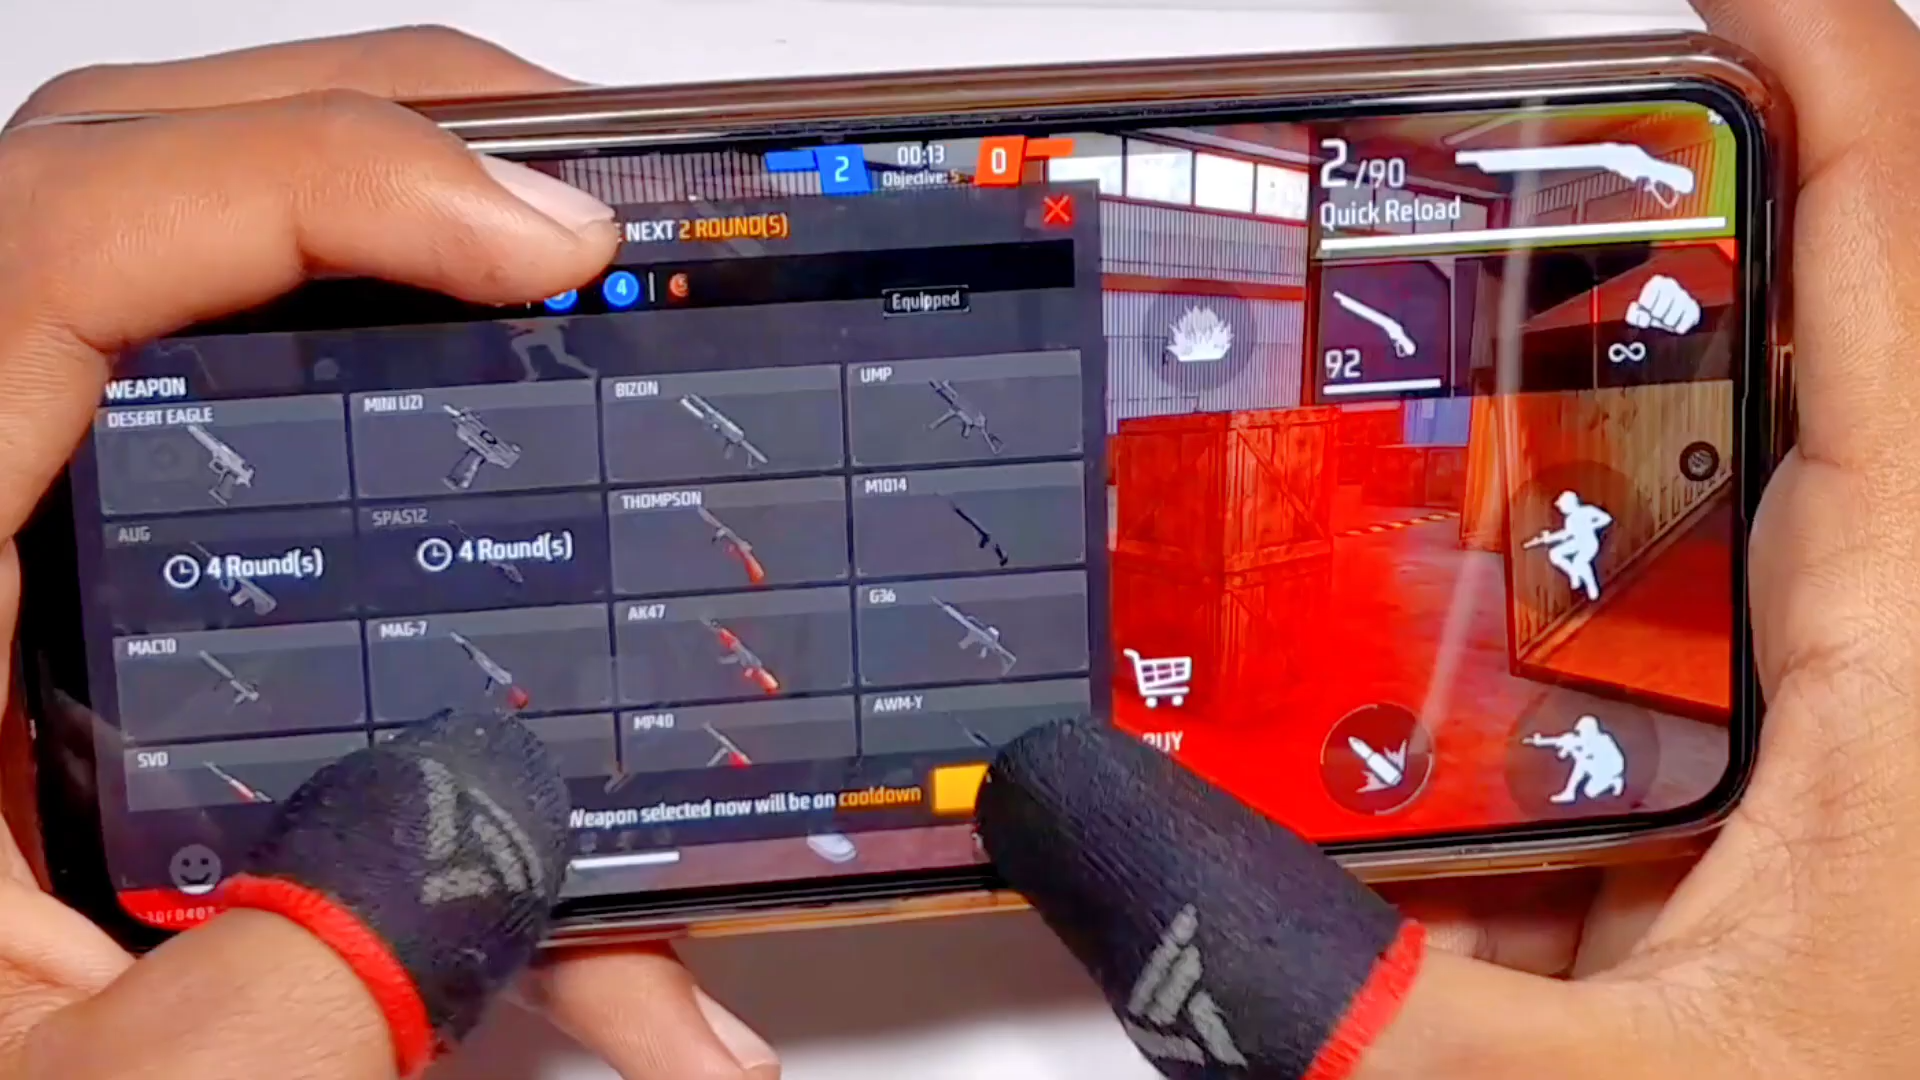 2
00:13
Objective: 5
0
NEXT 2 ROUND(S)
4
Equipped
WEAPON
DESERT EAGLE
MINI UZI
BIZON
UMP
AUG
4 Round(s)
SPAS12
4 Round(s)
THOMPSON
M1014
MAC10
MAG-7
AK47
G36
SVD
MP40
AWM-Y
Weapon selected now will be on cooldown
2/90
Quick Reload
92
∞
BUY